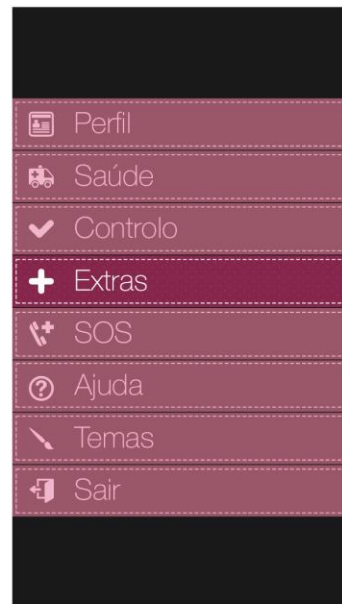 Perfil
Saúde
Controlo
Extras
SOS
Ajuda
Temas
Sair